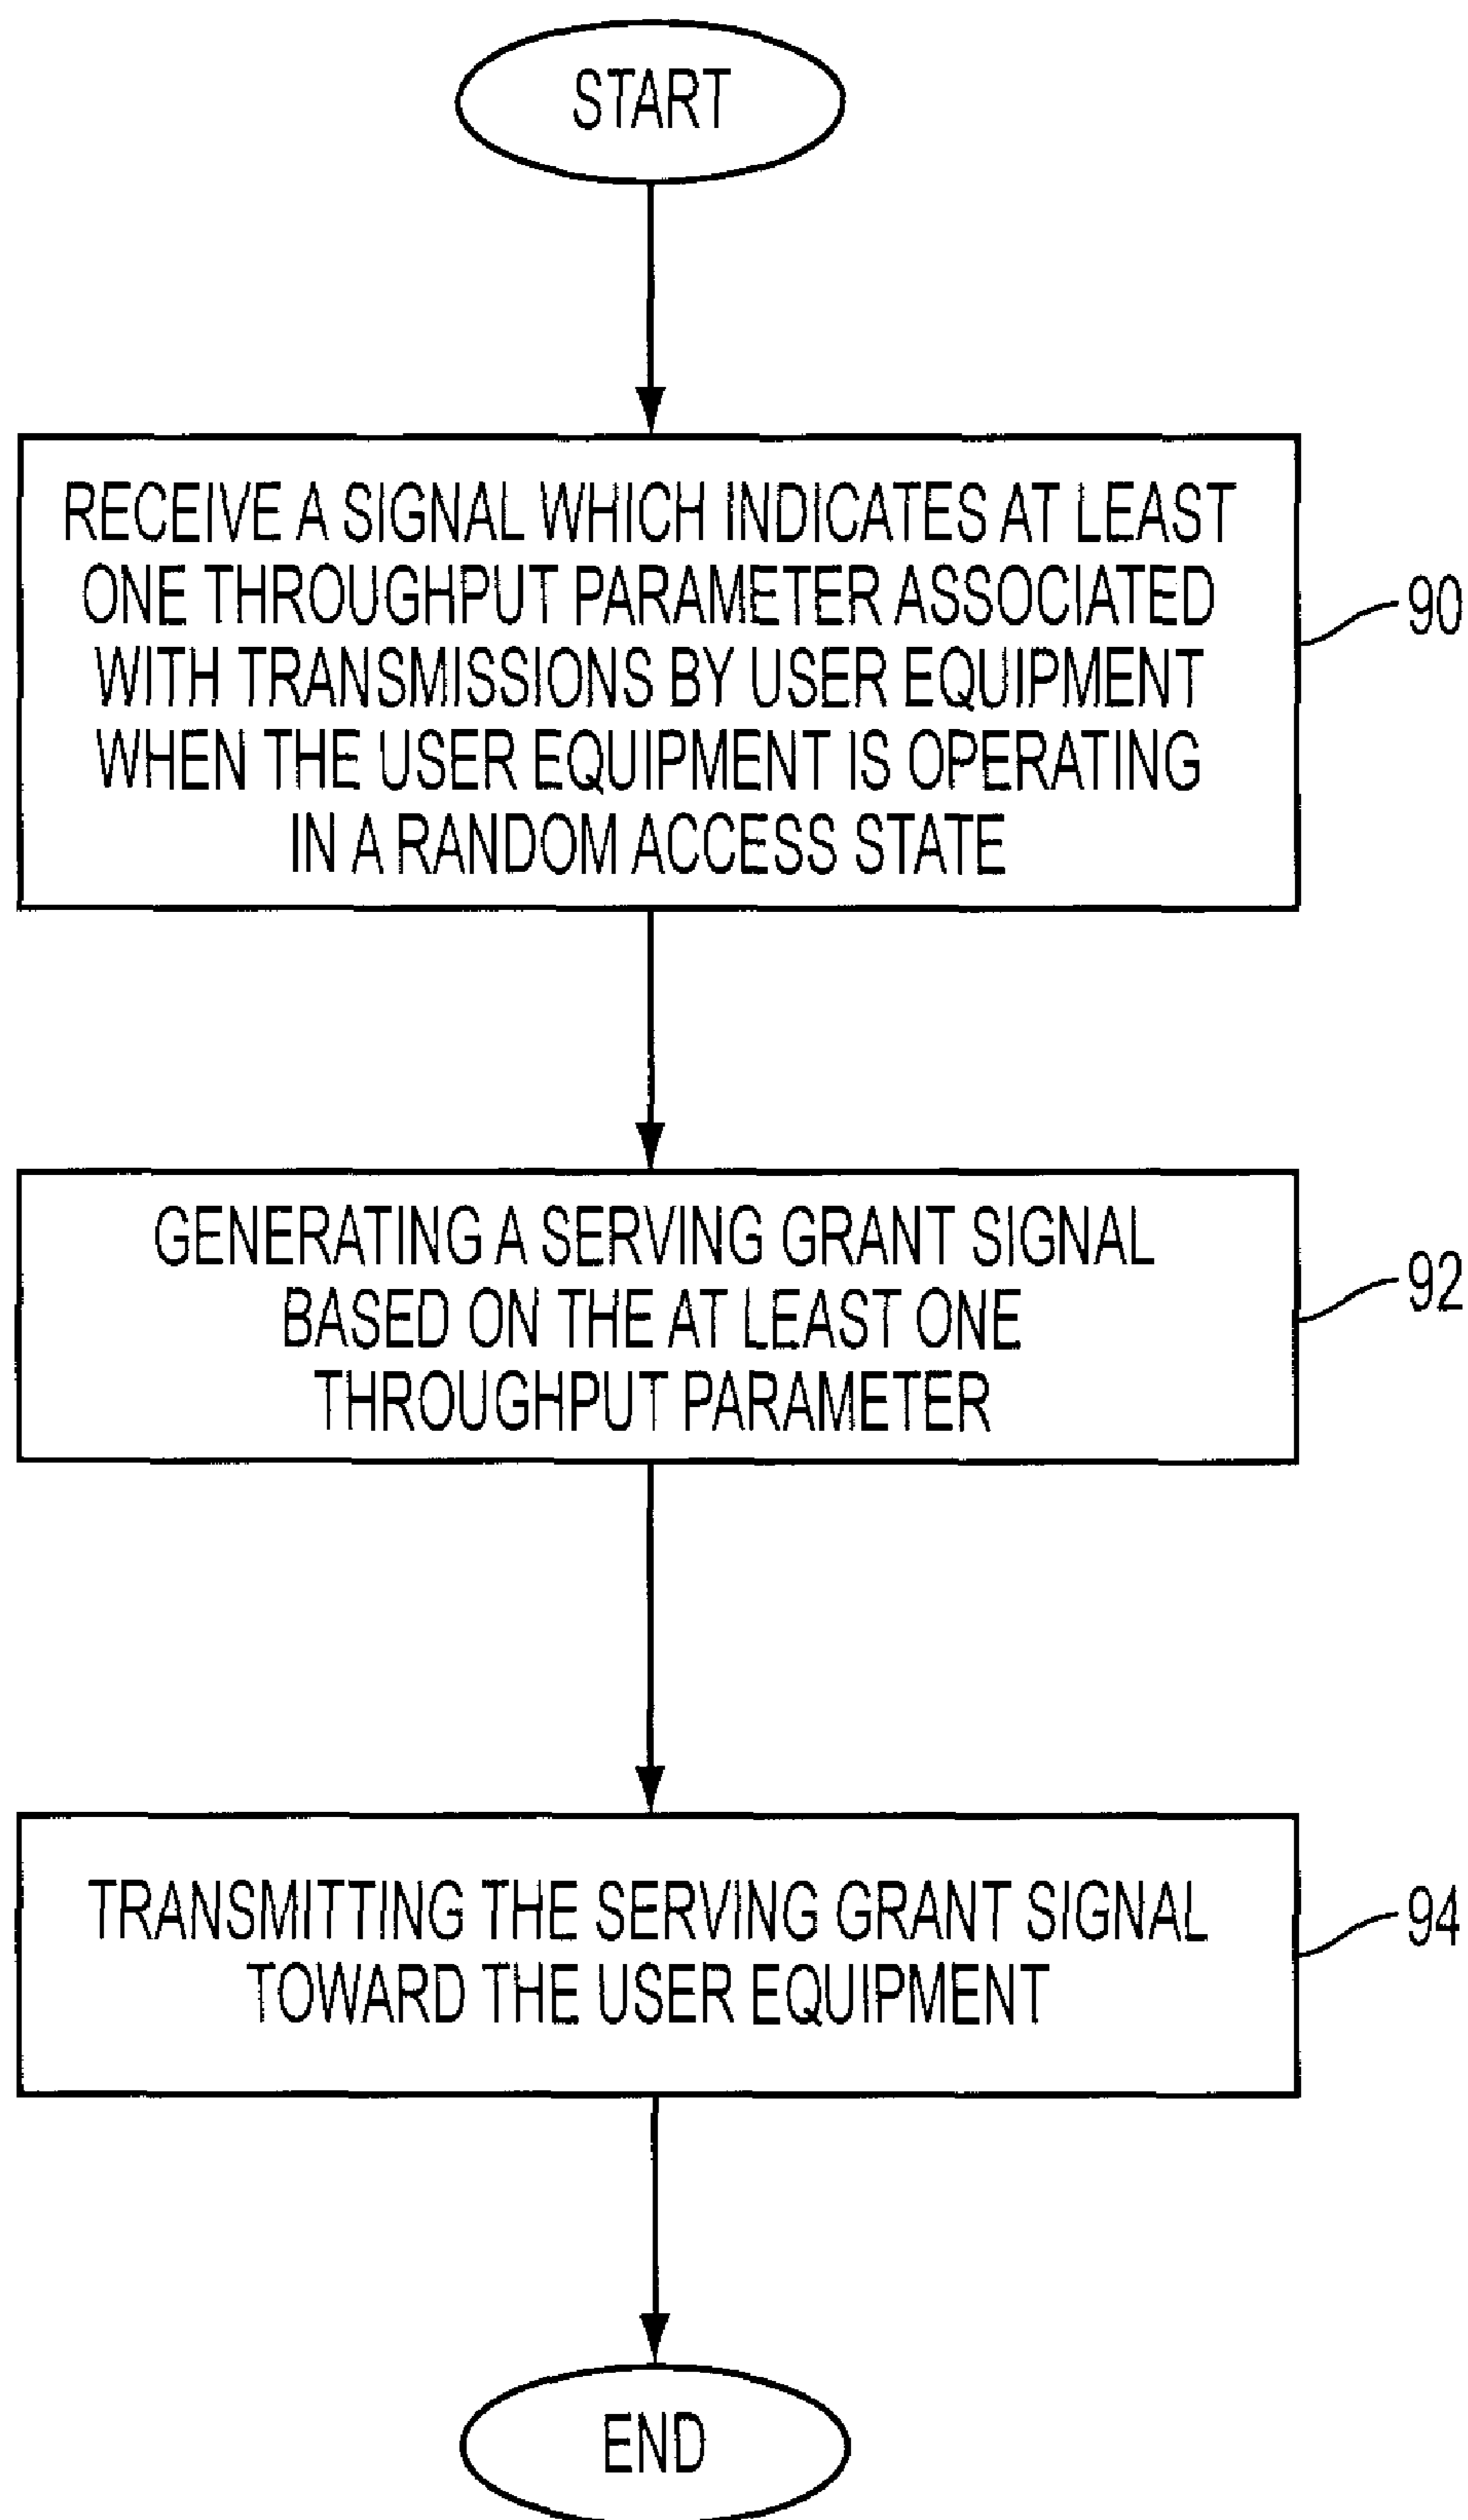 START
RECEIVE A SIGNAL WHICH INDICATES AT LEAST
ONE THROUGHPUT PARAMETER ASSOCIATED
WITH TRANSMISSIONS BY USER EQUIPMENT
WHEN THE USER EQUIPMENT IS OPERATING
IN A RANDOM ACCESS STATE
90
GENERATING A SERVING GRANT SIGNAL
BASED ON THE AT LEAST ONE
THROUGHPUT PARAMETER
92
TRANSMITTING THE SERVING GRANT SIGNAL
TOWARD THE USER EQUIPMENT
94
END